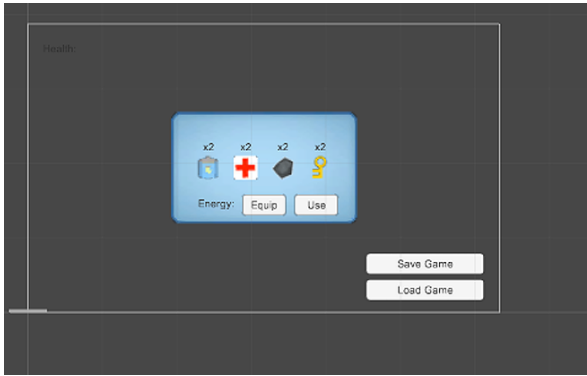 Health:
x2 x2 x2 x2
Energy: Equip Use
Save Game
Load Game